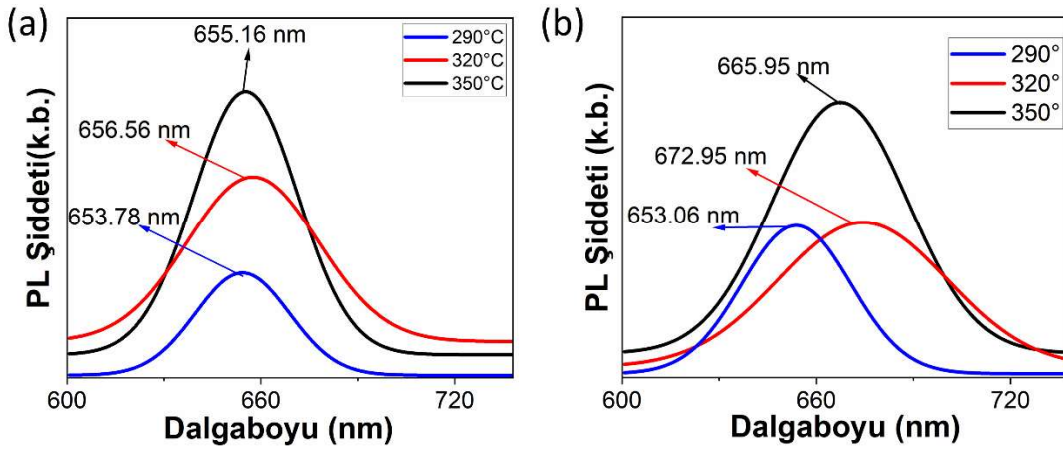 (a)
655.16 nm
290°C
320°C
350°C
656.56 nm
653.78 nm
PL Şiddeti(k.b.)
600
660
720
Dalgaboyu (nm)
(b)
665.95 nm
290°
320°
350°
672.95 nm
653.06 nm
PL Şiddeti (k.b.)
600
660
720
Dalgaboyu (nm)